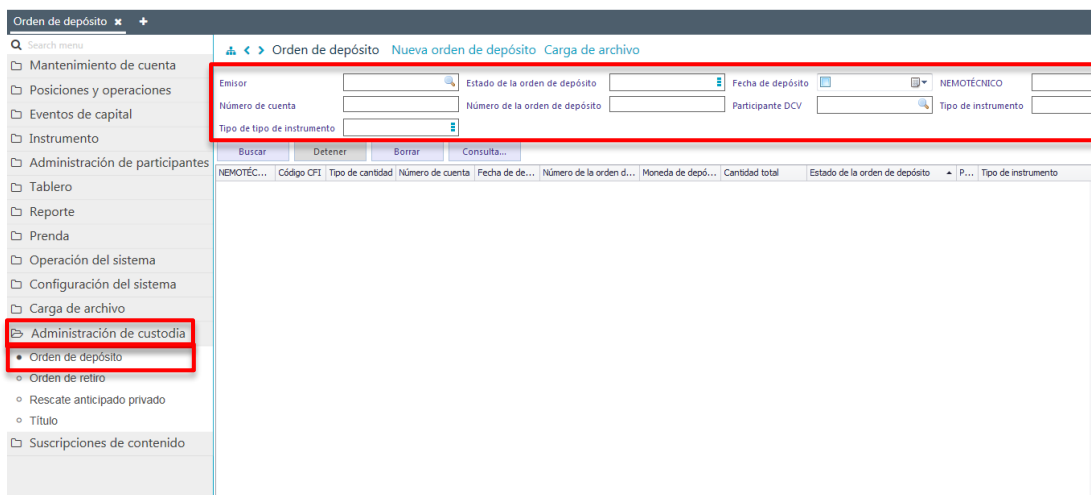 Orden de depósito × +
Search menu
Mantenimiento de cuenta
Posiciones y operaciones
Eventos de capital
Instrumento
Administración de participantes
Tablero
Reporte
Prenda
Operación del sistema
Configuración del sistema
Carga de archivo
Administración de custodia
Orden de depósito
Orden de retiro
Rescate anticipado privado
Título
Suscripciones de contenido
< > Orden de depósito Nueva orden de depósito Carga de archivo
Emisor Estado de la orden de depósito Fecha de depósito NEMOTÉCNICO
Número de cuenta Número de la orden de depósito Participante DCV Tipo de instrumento
Tipo de tipo de instrumento
Buscar Detener Borrar Consulta...
NEMOTÉC... Código CFI Tipo de cantidad Número de cuenta Fecha de de... Número de la orden d... Moneda de depó... Cantidad total Estado de la orden de depósito P... Tipo de instrumento